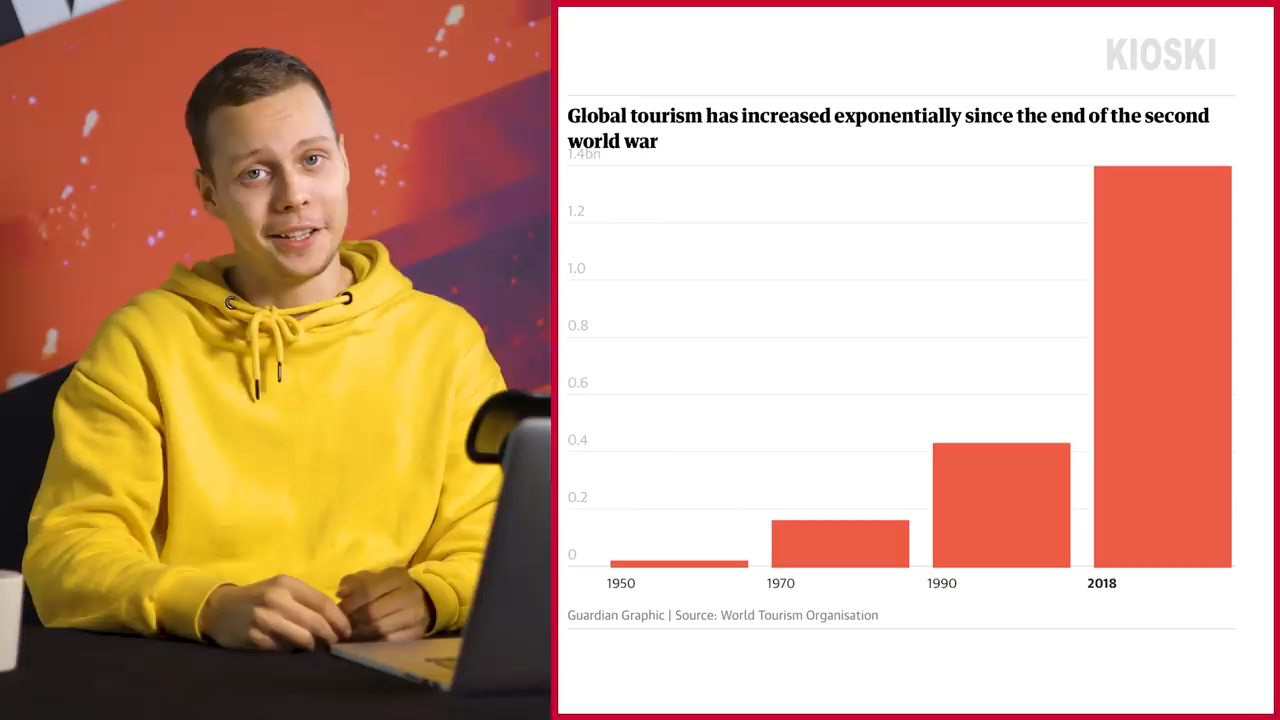 KIOSKI
Global tourism has increased exponentially since the end of the second
world war
1.4bn
1.2
1.0
0.8
0.6
0.4
0.2
0
1950 1970 1990 2018
Guardian Graphic | Source: World Tourism Organisation